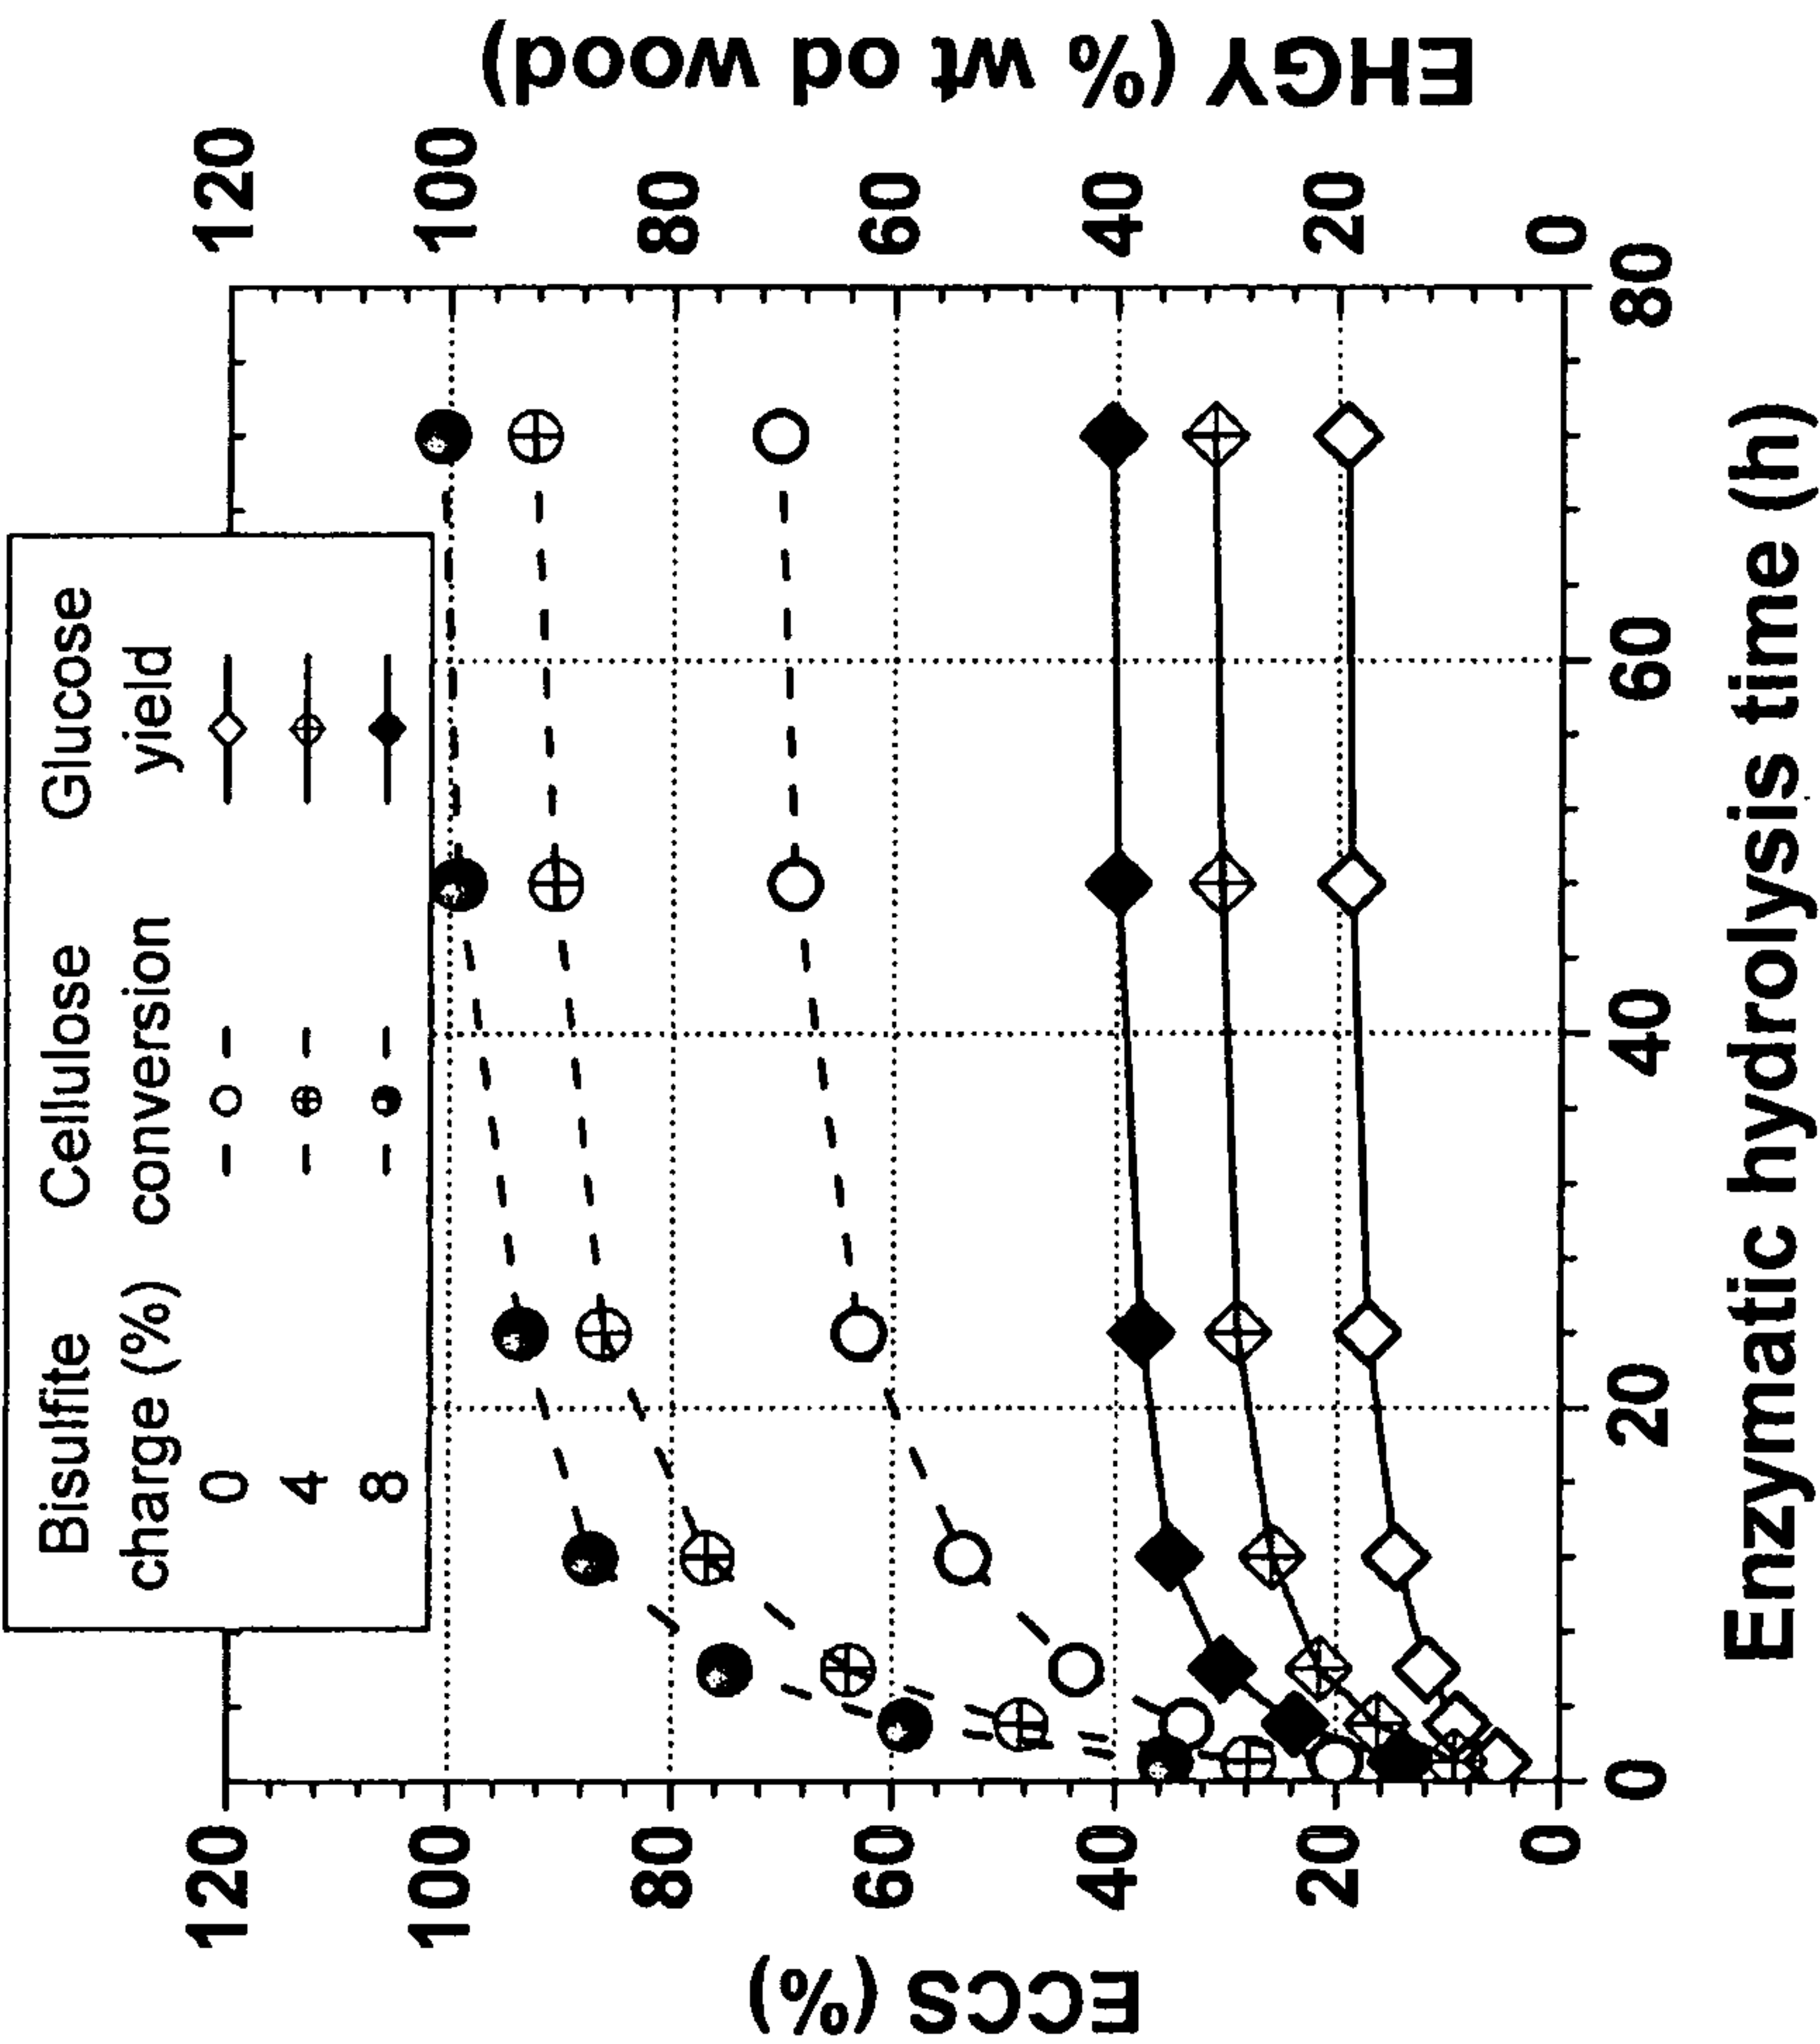 Bisulfite Cellulose Glucose
charge (%) conversion yield
0
4
8
120
100
80
60
40
20
0
ECCS (%)
120
100
80
60
40
20
0
EHGY (% wt od wood)
0 20 40 60 80
Enzymatic hydrolysis time (h)